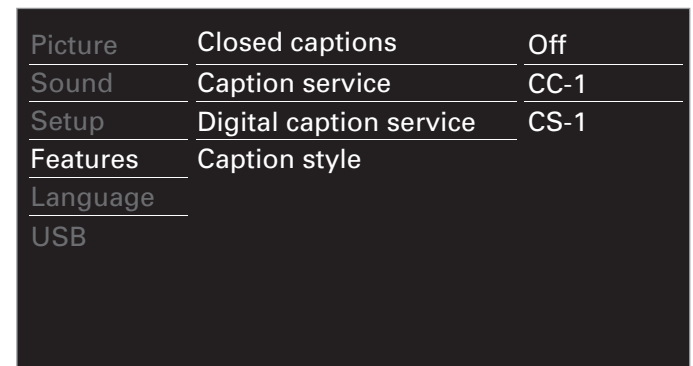 Picture Closed captions Off
Sound Caption service CC-1
Setup Digital caption service CS-1
Features Caption style
Language
USB